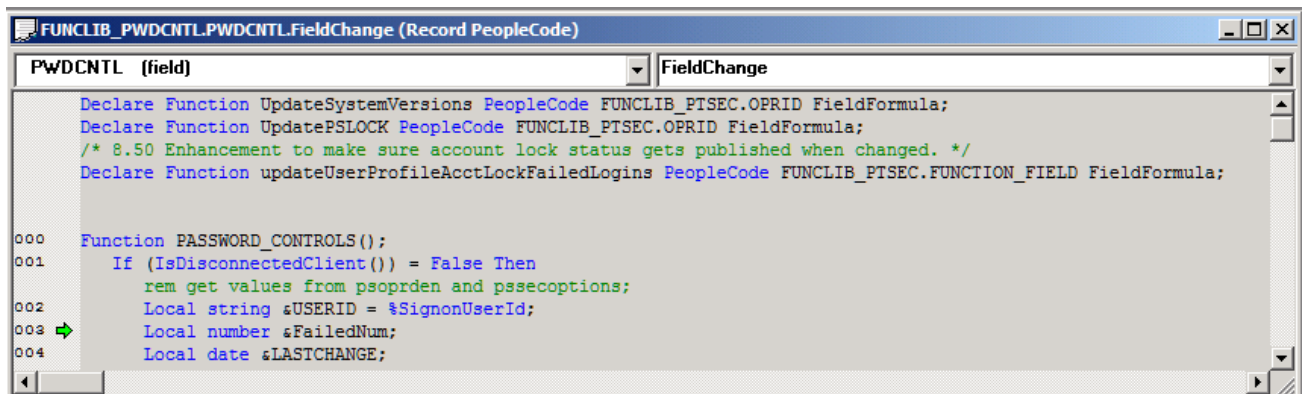 FUNCLIB_PWDCNTL.PWDCNTL.FieldChange (Record PeopleCode)
PWDCNTL (field) FieldChange
Declare Function UpdateSystemVersions PeopleCode FUNCLIB_PTSEC.OPRID FieldFormula;
Declare Function UpdatePSLOCK PeopleCode FUNCLIB_PTSEC.OPRID FieldFormula;
/* 8.50 Enhancement to make sure account lock status gets published when changed. */
Declare Function updateUserProfileAcctLockFailedLogins PeopleCode FUNCLIB_PTSEC.FUNCTION_FIELD FieldFormula;
000 Function PASSWORD_CONTROLS();
001 If (IsDisconnectedClient()) = False Then
rem get values from psoprden and pssecoptions;
002 Local string &USERID = %SignonUserId;
003 Local number &FailedNum;
004 Local date &LASTCHANGE;